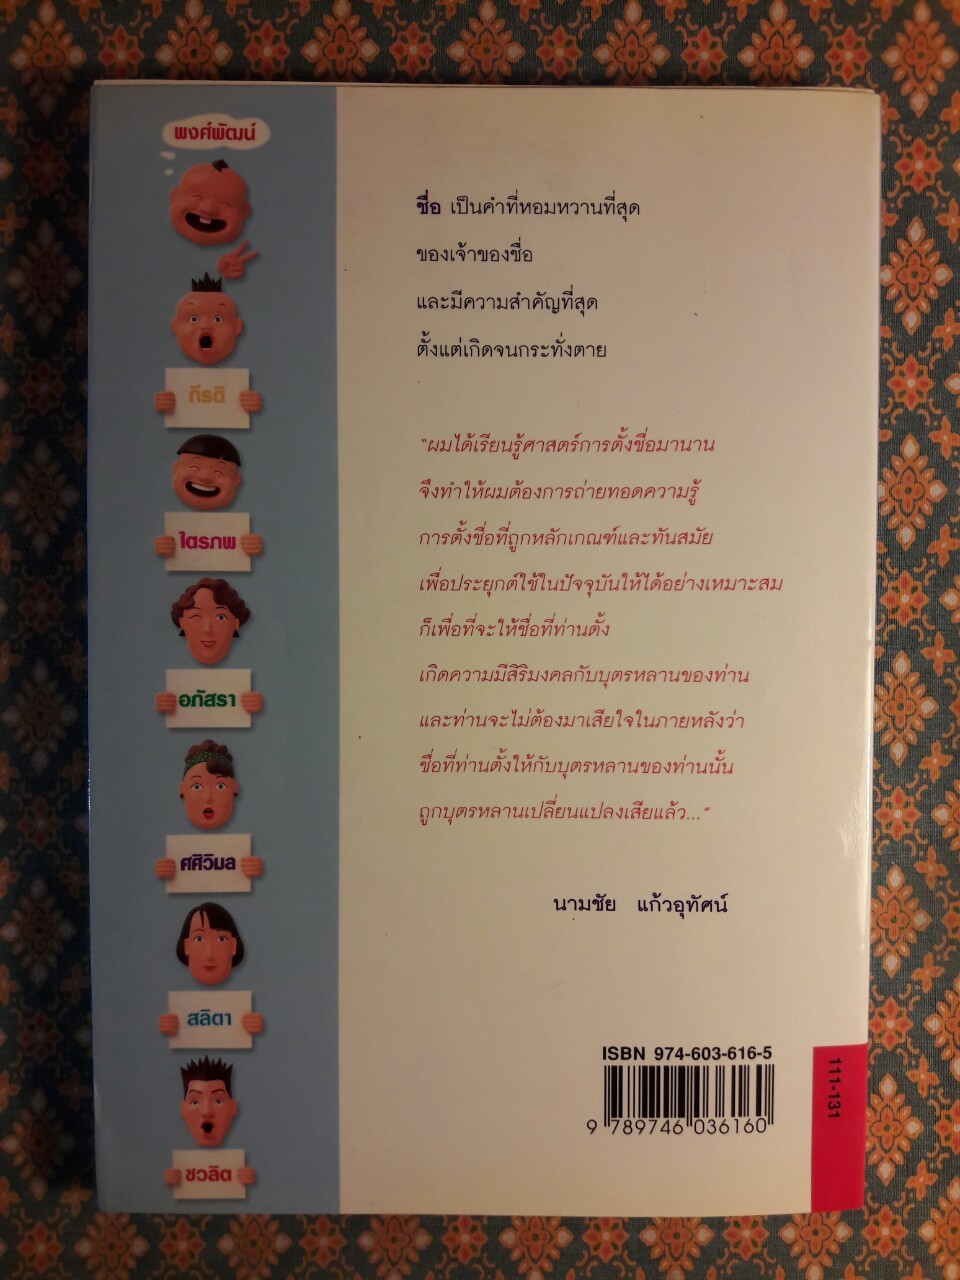 พงศ์พัฒน์
กีรติ
ไตรภพ
อภัสรา
ศศิวิมล
สลิตา
ชวลิต
ชื่อ เป็นคำที่หอมหวานที่สุด
ของเจ้าของชื่อ
และมีความสำคัญที่สุด
ตั้งแต่เกิดจนกระทั่งตาย
"ผมได้เรียนรู้ศาสตร์การตั้งชื่อมานาน
จึงทำให้ผมต้องการถ่ายทอดความรู้
การตั้งชื่อที่ถูกหลักเกณฑ์และทันสมัย
เพื่อประยุกต์ใช้ในปัจจุบันให้ได้อย่างเหมาะสม
ก็เพื่อที่จะให้ชื่อที่ท่านตั้ง
เกิดความมีสิริมงคลกับบุตรหลานของท่าน
และท่านจะไม่ต้องมาเสียใจในภายหลังว่า
ชื่อที่ท่านตั้งให้กับบุตรหลานของท่านนั้น
ถูกบุตรหลานเปลี่ยนแปลงเสียแล้ว..."
นามชัย แก้วอุทัศน์
ISBN 974-603-616-5
9 789746 036160
111-131